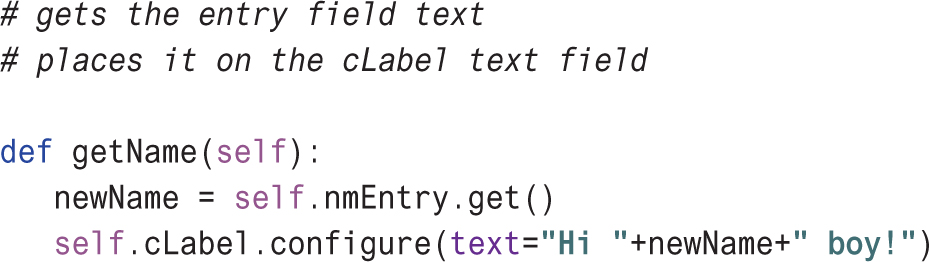 # gets the entry field text
# places it on the cLabel text field
def getName(self):
newName = self.nmEntry.get()
self.cLabel.configure(text="Hi "+newName+" boy!")